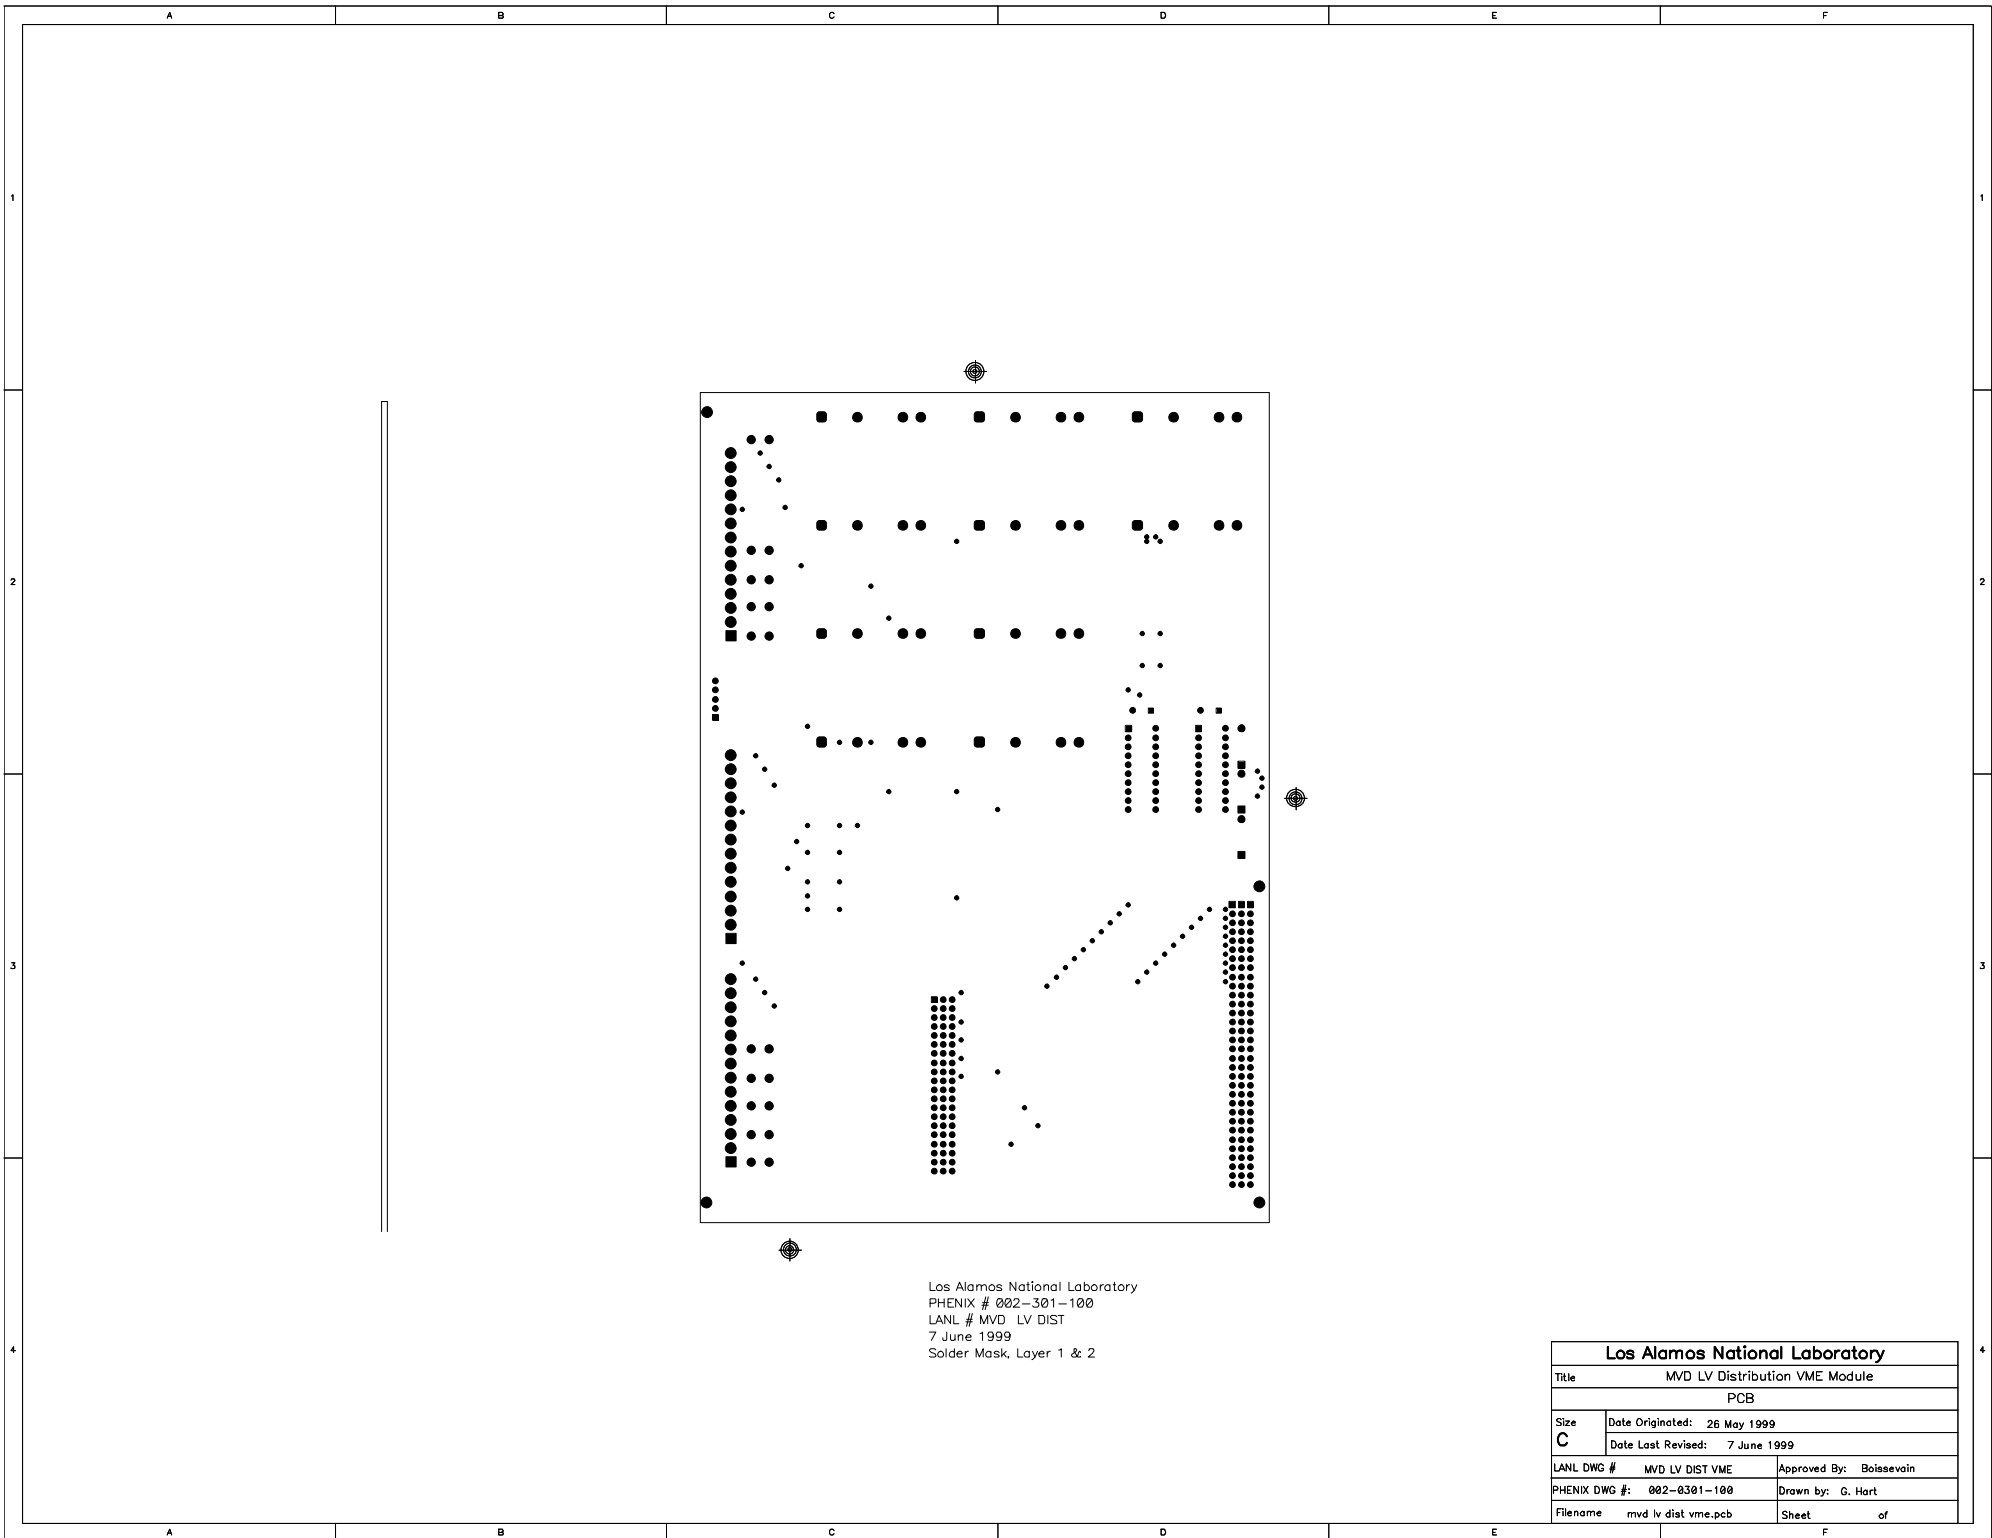 A B C D E F
1 1
2 2
3 3
Los Alamos National Laboratory
PHENIX # 002-301-100
LANL # MVD LV DIST
7 June 1999
Solder Mask, Layer 1 & 2
4 4
Los Alamos National Laboratory
Title MVD LV Distribution VME Module
PCB
Size C
Date Originated: 26 May 1999
Date Last Revised: 7 June 1999
LANL DWG # MVD LV DIST VME
Approved By: Boissevain
PHENIX DWG #: 002-0301-100
Drawn by: G. Hart
Filename mvd lv dist vme.pcb
Sheet of
A B C D E F